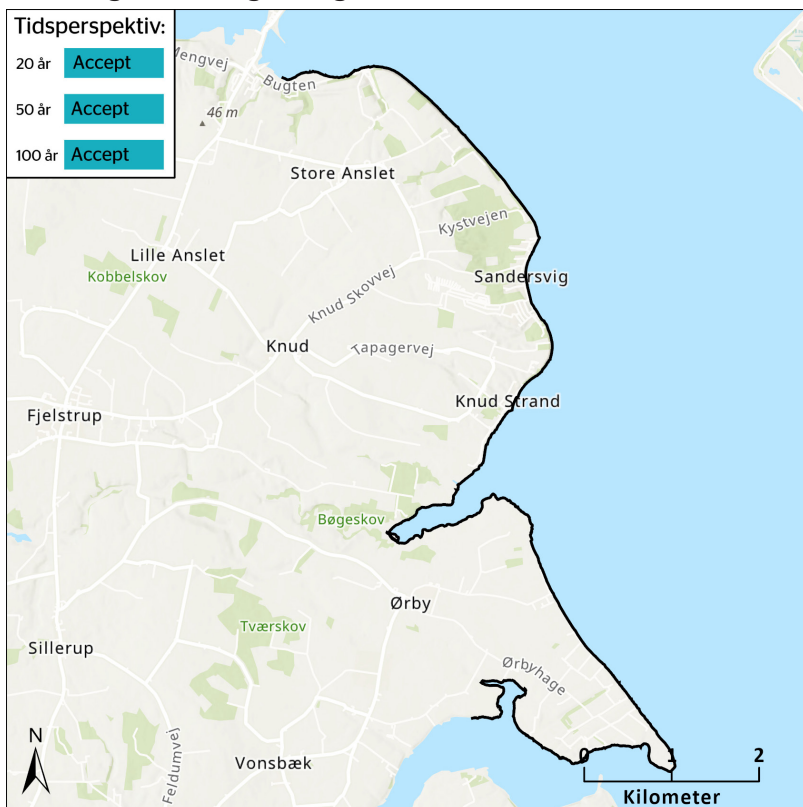 Tidsperspektiv:
20 år Accept
50 år Accept
100 år Accept
Mengvej
Bugten
46 m
Store Anslet
Kystvejen
Lille Anslet
Kobbelskov
Sandersvig
Knud Skovvej
Knud
Tapagervej
Knud Strand
Fjelstrup
Bøgeskov
Ørby
Tværskov
Sillerup
Ørbyhage
Feldumvej
N
Vonsbæk
0 1 2
Kilometer